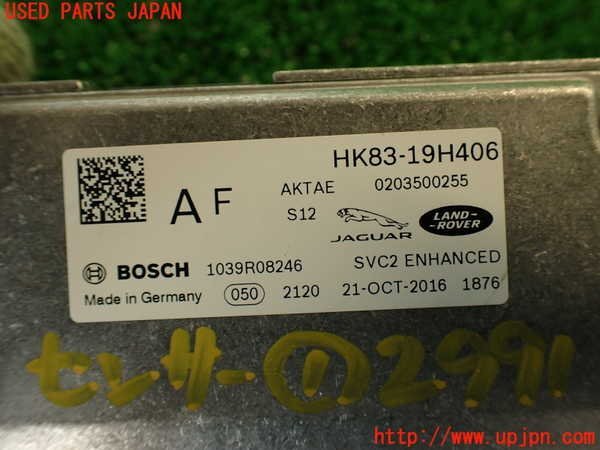 USED PARTS JAPAN
HK83-19H406
AF AKTAE 0203500255
S12 JAGUAR LAND-ROVER
BOSCH 1039R08246 SVC2 ENHANCED
Made in Germany 050 2120 21-OCT-2016 1876
センサー①2991
http://www.upjpn.com